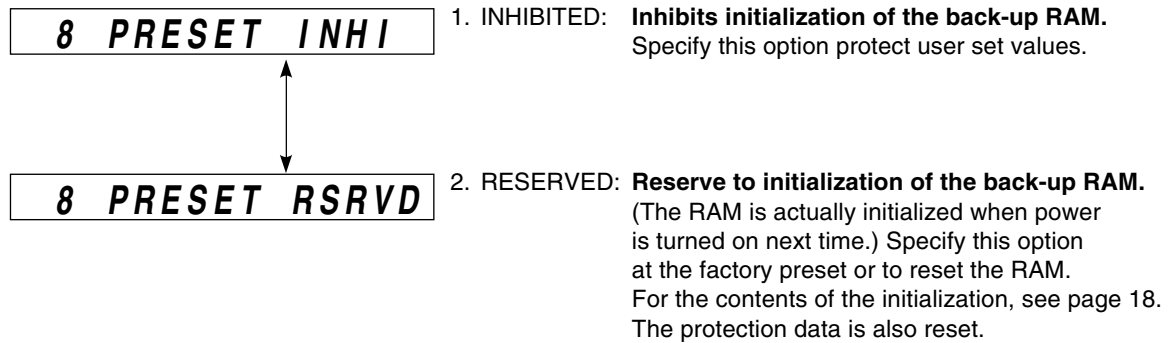 8 PRESET INHI
1. INHIBITED: Inhibits initialization of the back-up RAM.
Specify this option protect user set values.
8 PRESET RSRVD
2. RESERVED: Reserve to initialization of the back-up RAM.
(The RAM is actually initialized when power
is turned on next time.) Specify this option
at the factory preset or to reset the RAM.
For the contents of the initialization, see page 18.
The protection data is also reset.